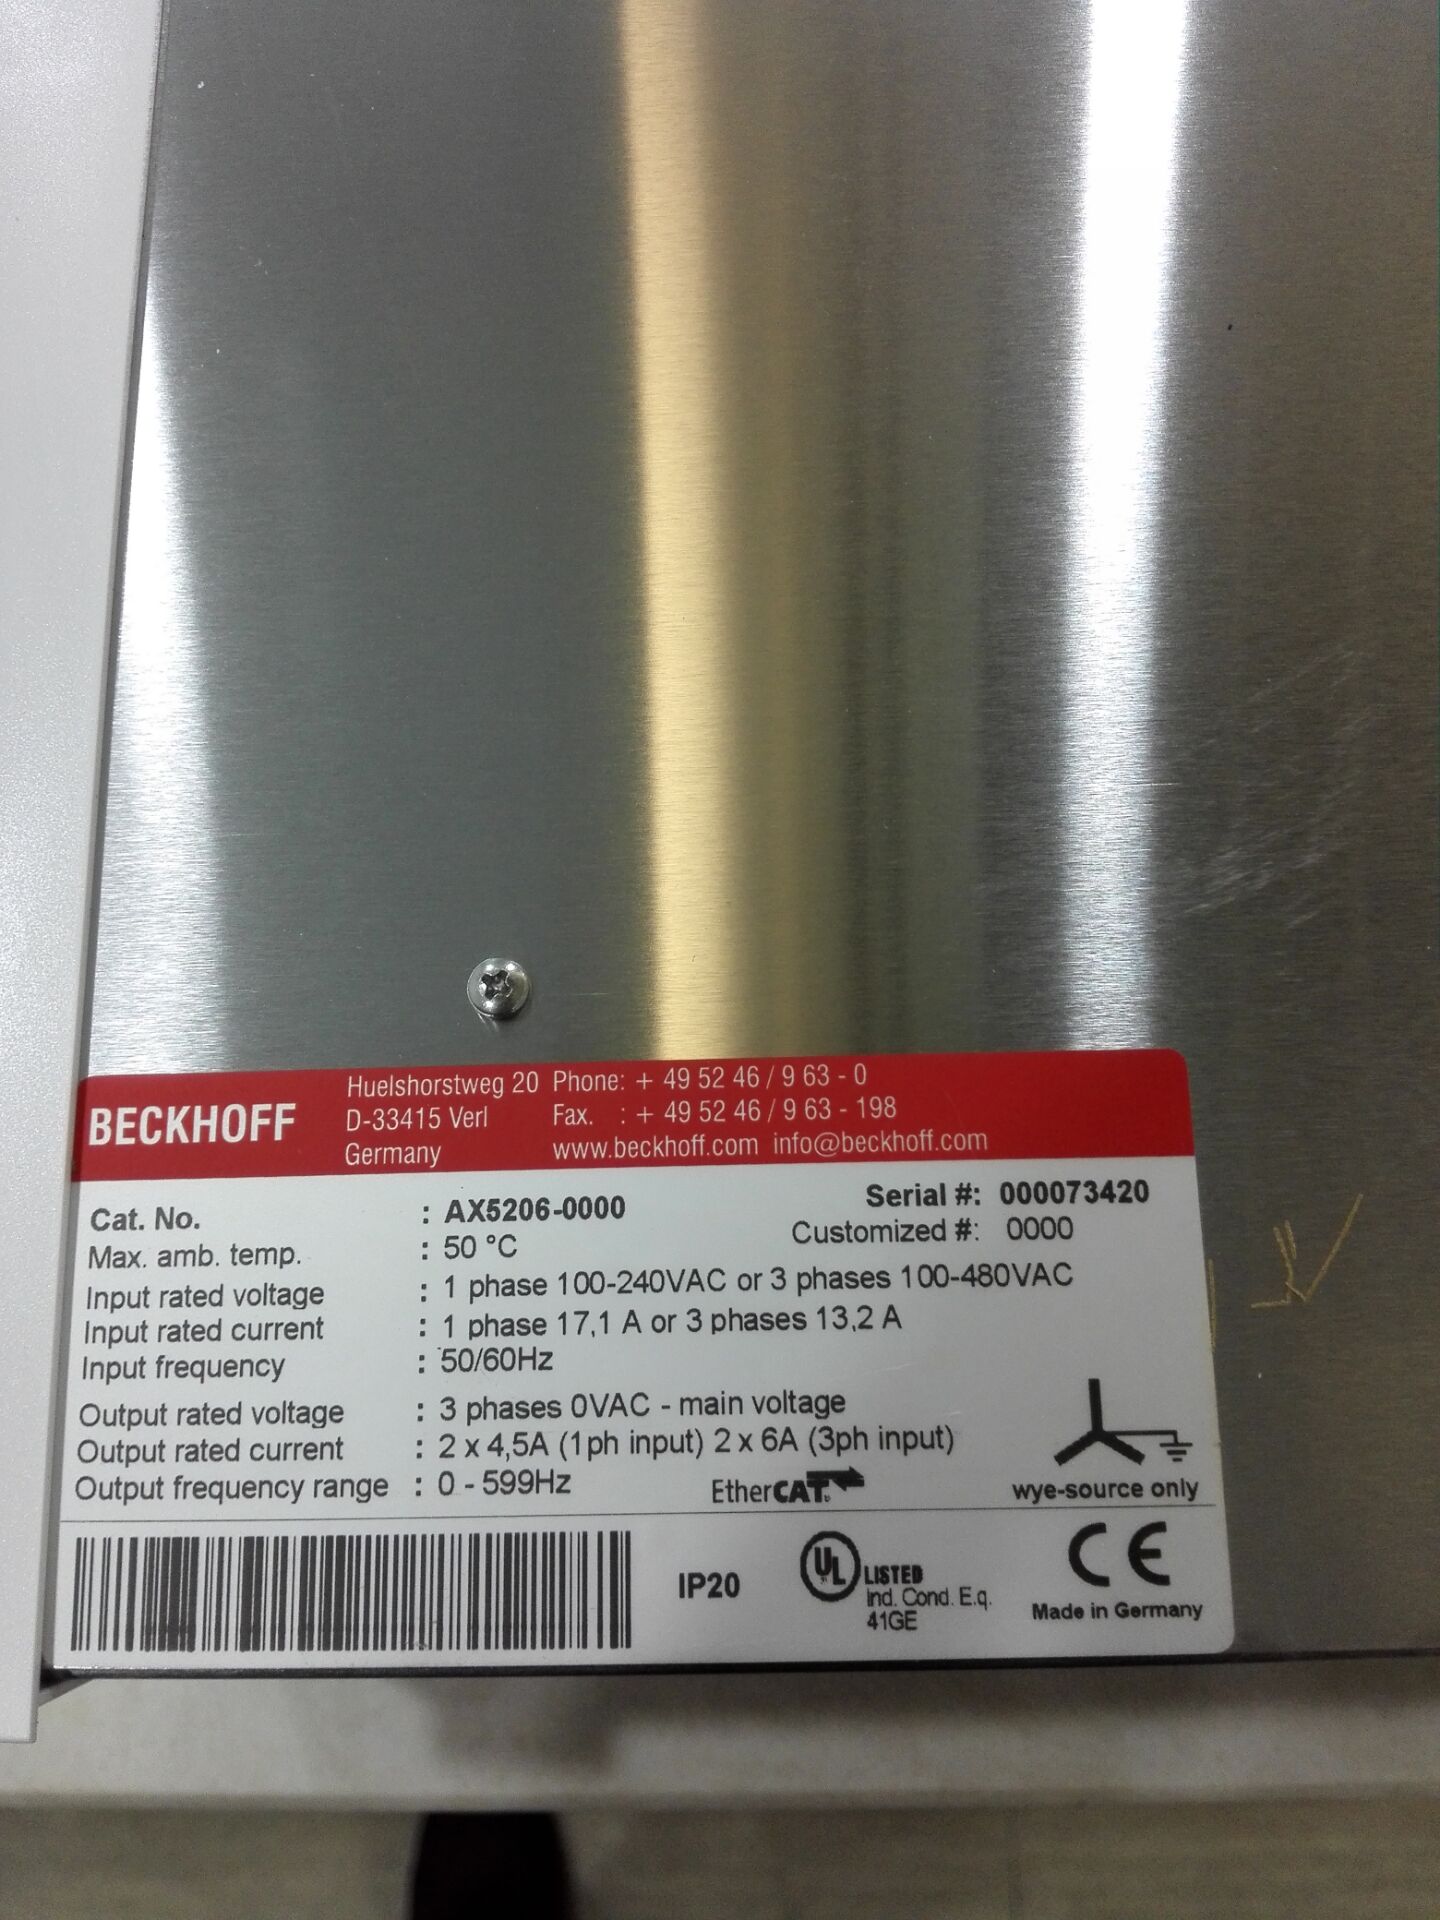 BECKHOFF
Huelshorstweg 20 Phone: + 49 52 46 / 9 63 - 0
D-33415 Verl Fax. : + 49 52 46 / 9 63 - 198
Germany www.beckhoff.com info@beckhoff.com
Cat. No. : AX5206-0000 Serial #: 000073420
Max. amb. temp. : 50 °C Customized #: 0000
Input rated voltage : 1 phase 100-240VAC or 3 phases 100-480VAC
Input rated current : 1 phase 17,1 A or 3 phases 13,2 A
Input frequency : 50/60Hz
Output rated voltage : 3 phases 0VAC - main voltage
Output rated current : 2 x 4,5A (1ph input) 2 x 6A (3ph input)
Output frequency range : 0 - 599Hz EtherCAT wye-source only
IP20 UL LISTED CE
Ind. Cond. E.q.
41GE Made in Germany